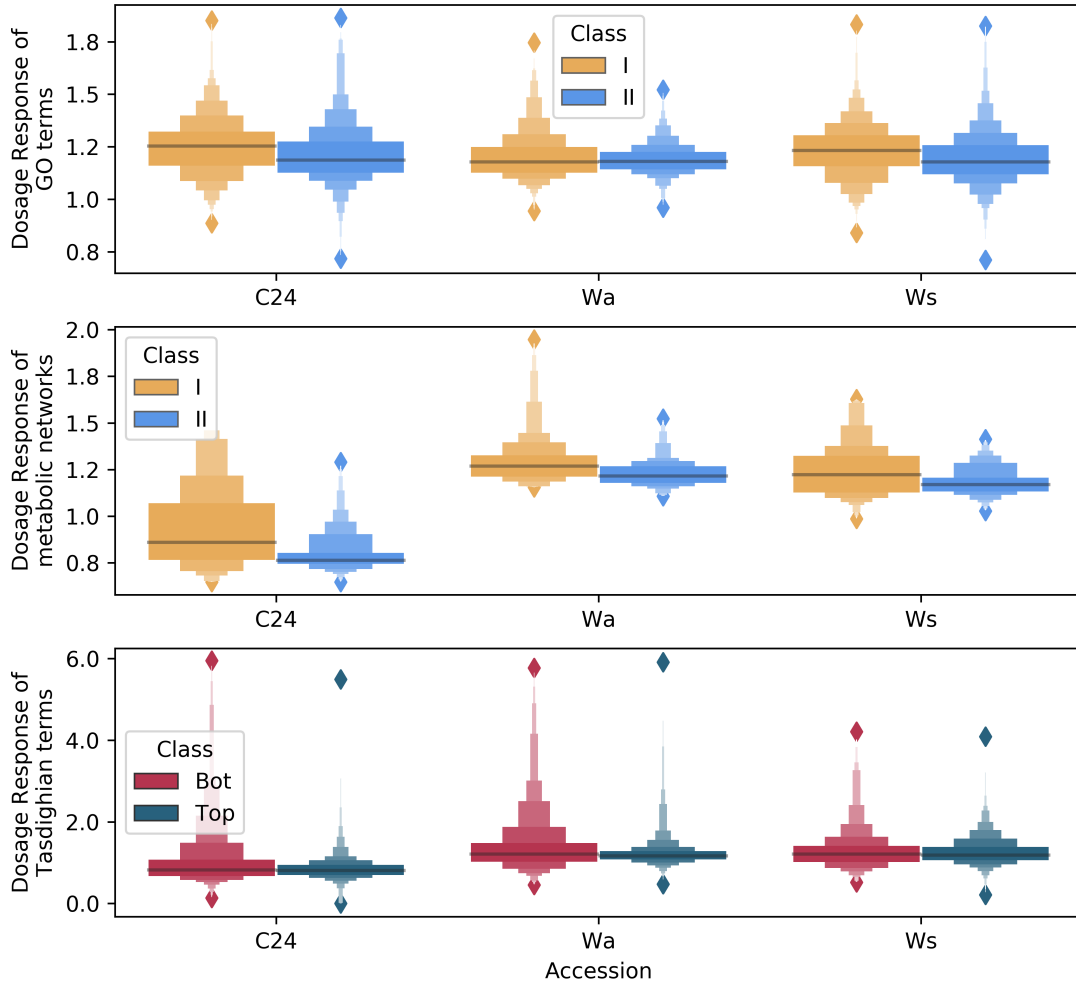 Dosage Response of
GO terms
1.8
1.5
1.2
1.0
0.8
Class
I
II
C24 Wa Ws
Dosage Response of
metabolic networks
2.0
1.8
1.5
1.2
1.0
0.8
Class
I
II
C24 Wa Ws
Dosage Response of
Tasdighian terms
6.0
4.0
2.0
0.0
Class
Bot
Top
C24 Wa Ws
Accession